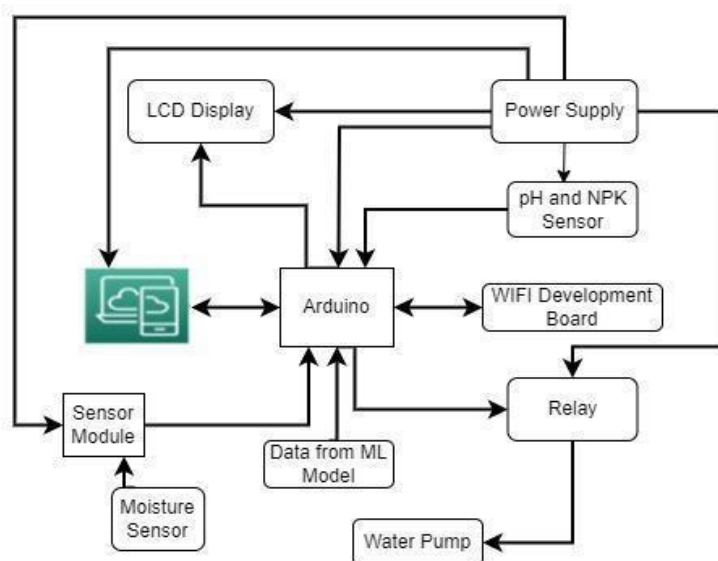 LCD Display
Power Supply
pH and NPK
Sensor
Arduino
WIFI Development
Board
Sensor
Module
Data from ML
Model
Relay
Moisture
Sensor
Water Pump